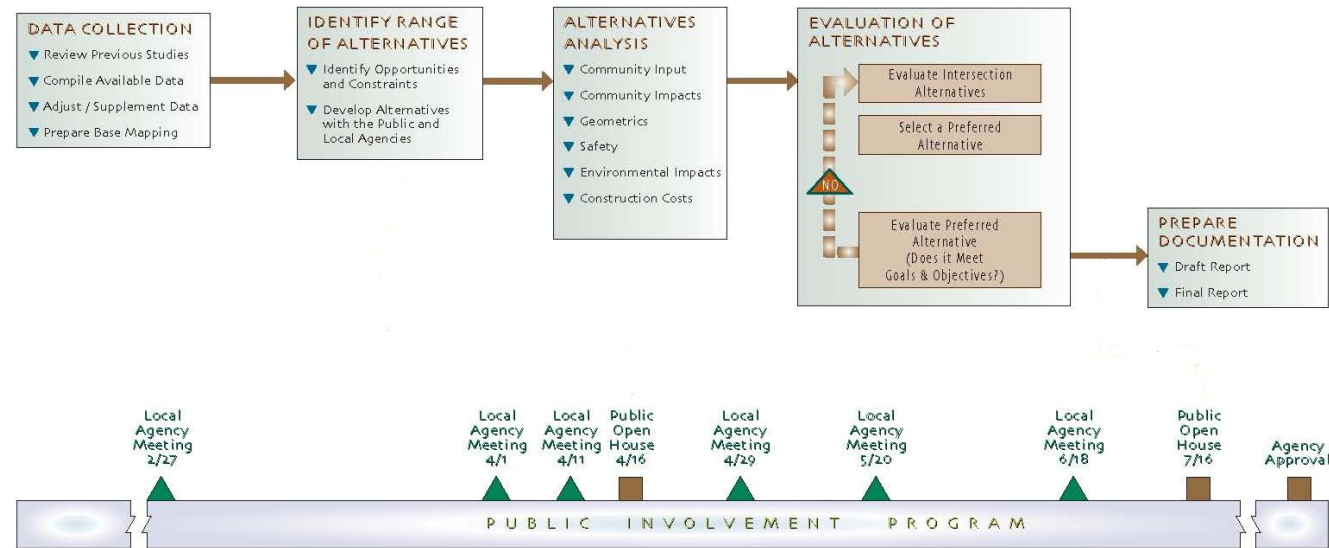 DATA COLLECTION
▼ Review Previous Studies
▼ Compile Available Data
▼ Adjust / Supplement Data
▼ Prepare Base Mapping
IDENTIFY RANGE
OF ALTERNATIVES
▼ Identify Opportunities
and Constraints
▼ Develop Alternatives
with the Public and
Local Agencies
ALTERNATIVES
ANALYSIS
▼ Community Input
▼ Community Impacts
▼ Geometrics
▼ Safety
▼ Environmental Impacts
▼ Construction Costs
EVALUATION OF
ALTERNATIVES
Evaluate Intersection
Alternatives
Select a Preferred
Alternative
NO
Evaluate Preferred
Alternative
(Does it Meet
Goals & Objectives?)
PREPARE
DOCUMENTATION
▼ Draft Report
▼ Final Report
Local
Agency
Meeting
2/27
Local
Agency
Meeting
4/1
Local
Agency
Meeting
4/11
Public
Open
House
4/16
Local
Agency
Meeting
4/29
Local
Agency
Meeting
5/20
Local
Agency
Meeting
6/18
Public
Open
House
7/16
Agency
Approval
PUBLIC INVOLVEMENT PROGRAM